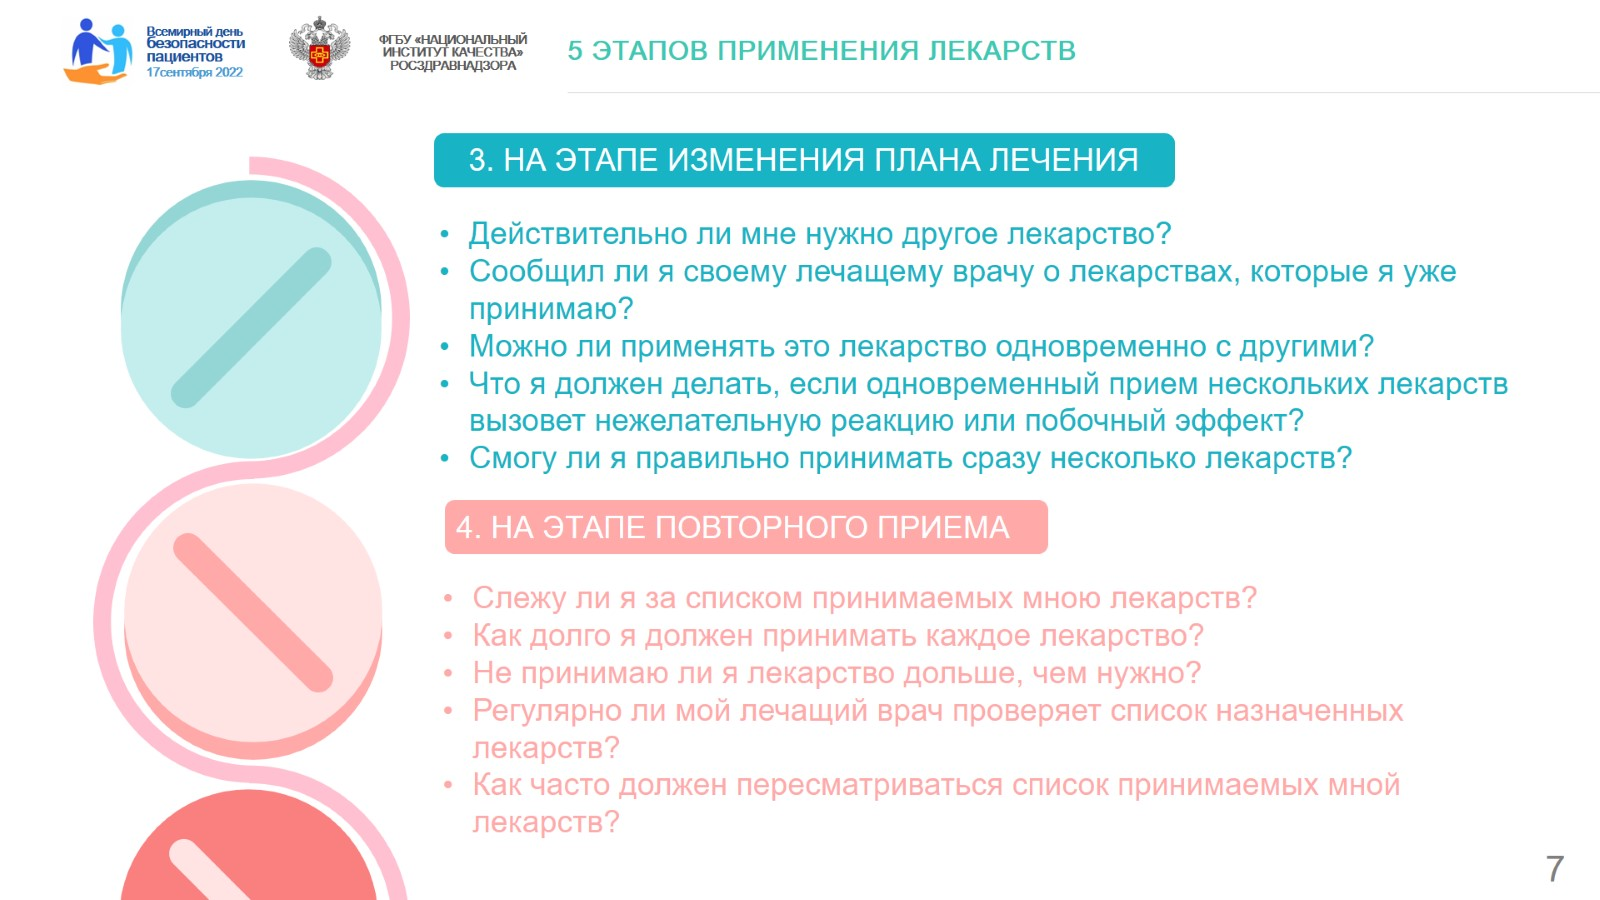 Всемирный день
безопасности
пациентов
17сентября 2022
ФГБУ «НАЦИОНАЛЬНЫЙ
ИНСТИТУТ КАЧЕСТВА»
РОСЗДРАВНАДЗОРА
5 ЭТАПОВ ПРИМЕНЕНИЯ ЛЕКАРСТВ
3. НА ЭТАПЕ ИЗМЕНЕНИЯ ПЛАНА ЛЕЧЕНИЯ
• Действительно ли мне нужно другое лекарство?
• Сообщил ли я своему лечащему врачу о лекарствах, которые я уже
принимаю?
• Можно ли применять это лекарство одновременно с другими?
• Что я должен делать, если одновременный прием нескольких лекарств
вызовет нежелательную реакцию или побочный эффект?
• Смогу ли я правильно принимать сразу несколько лекарств?
4. НА ЭТАПЕ ПОВТОРНОГО ПРИЕМА
• Слежу ли я за списком принимаемых мною лекарств?
• Как долго я должен принимать каждое лекарство?
• Не принимаю ли я лекарство дольше, чем нужно?
• Регулярно ли мой лечащий врач проверяет список назначенных
лекарств?
• Как часто должен пересматриваться список принимаемых мной
лекарств?
7